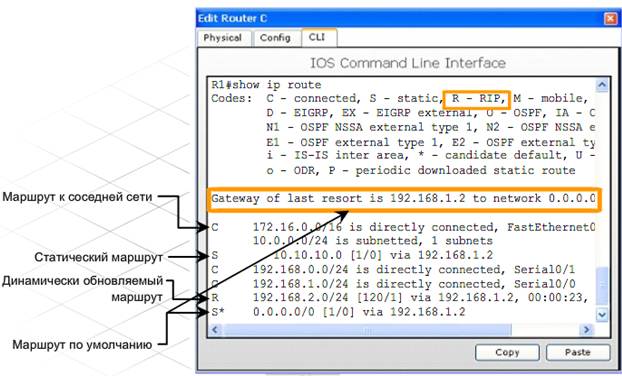 Edit Router C
Physical Config CLI
IOS Command Line Interface
R1#show ip route
Codes: C - connected, S - static, R - RIP, M - mobile,
D - EIGRP, EX - EIGRP external, O - OSPF, IA - O
N1 - OSPF NSSA external type 1, N2 - OSPF NSSA e
E1 - OSPF external type 1, E2 - OSPF external ty
i - IS-IS inter area, * - candidate default, U -
o - ODR, P - periodic downloaded static route
Gateway of last resort is 192.168.1.2 to network 0.0.0.0
Маршрут к соседней сети
C 172.16.0.0/16 is directly connected, FastEthernet0
10.0.0.0/24 is subnetted, 1 subnets
Статический маршрут
S 10.10.10.0 [1/0] via 192.168.1.2
C 192.168.0.0/24 is directly connected, Serial0/1
C 192.168.1.0/24 is directly connected, Serial0/0
Динамически обновляемый маршрут
R 192.168.2.0/24 [120/1] via 192.168.1.2, 00:00:23,
S* 0.0.0.0/0 [1/0] via 192.168.1.2
Маршрут по умолчанию
Copy Paste